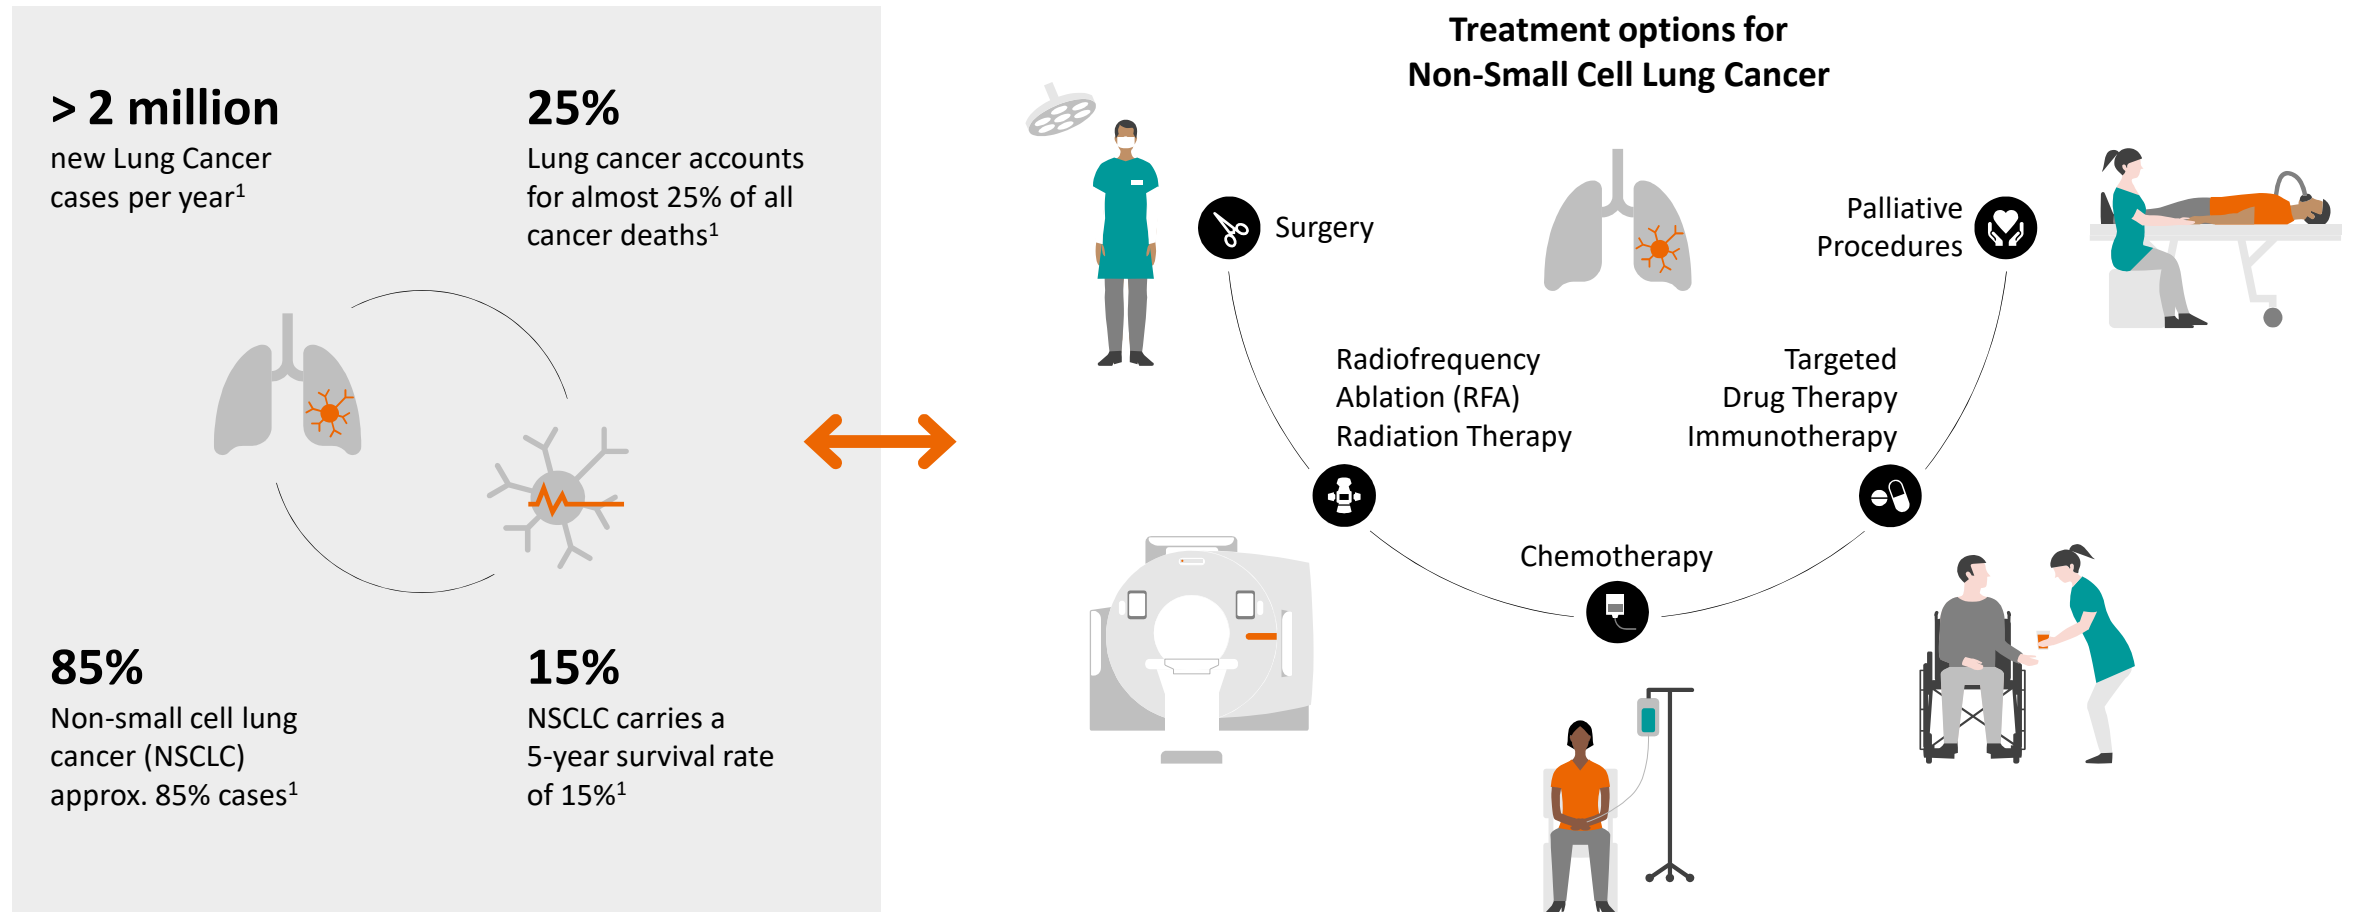 > 2 million
new Lung Cancer
cases per year¹
25%
Lung cancer accounts
for almost 25% of all
cancer deaths¹
85%
Non-small cell lung
cancer (NSCLC)
approx. 85% cases¹
15%
NSCLC carries a
5-year survival rate
of 15%¹
Treatment options for
Non-Small Cell Lung Cancer
Surgery
Radiofrequency
Ablation (RFA)
Radiation Therapy
Chemotherapy
Targeted
Drug Therapy
Immunotherapy
Palliative
Procedures